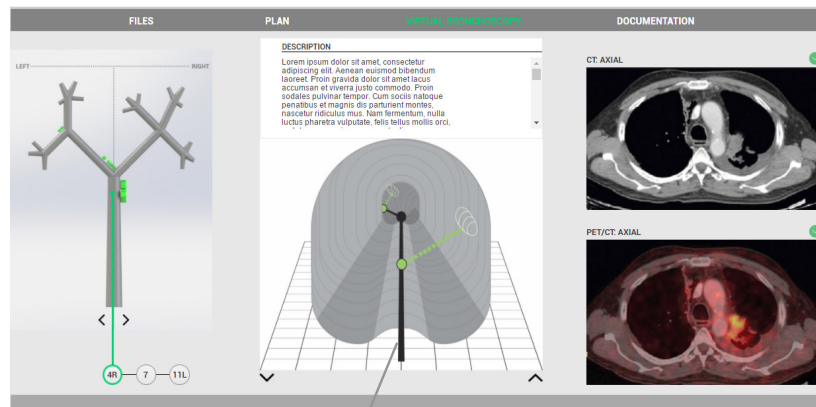 FILES
PLAN
VIRTUAL BRONCHOSCOPY
DOCUMENTATION
LEFT
RIGHT
4R
7
11L
DESCRIPTION
Lorem ipsum dolor sit amet, consectetur
adipiscing elit. Aenean euismod bibendum
laoreet. Proin gravida dolor sit amet lacus
accumsan et viverra justo commodo. Proin
sodales pulvinar tempor. Cum sociis natoque
penatibus et magnis dis parturient montes,
nascetur ridiculus mus. Nam fermentum, nulla
luctus pharetra vulputate, felis tellus mollis orci,
CT: AXIAL
PET/CT: AXIAL